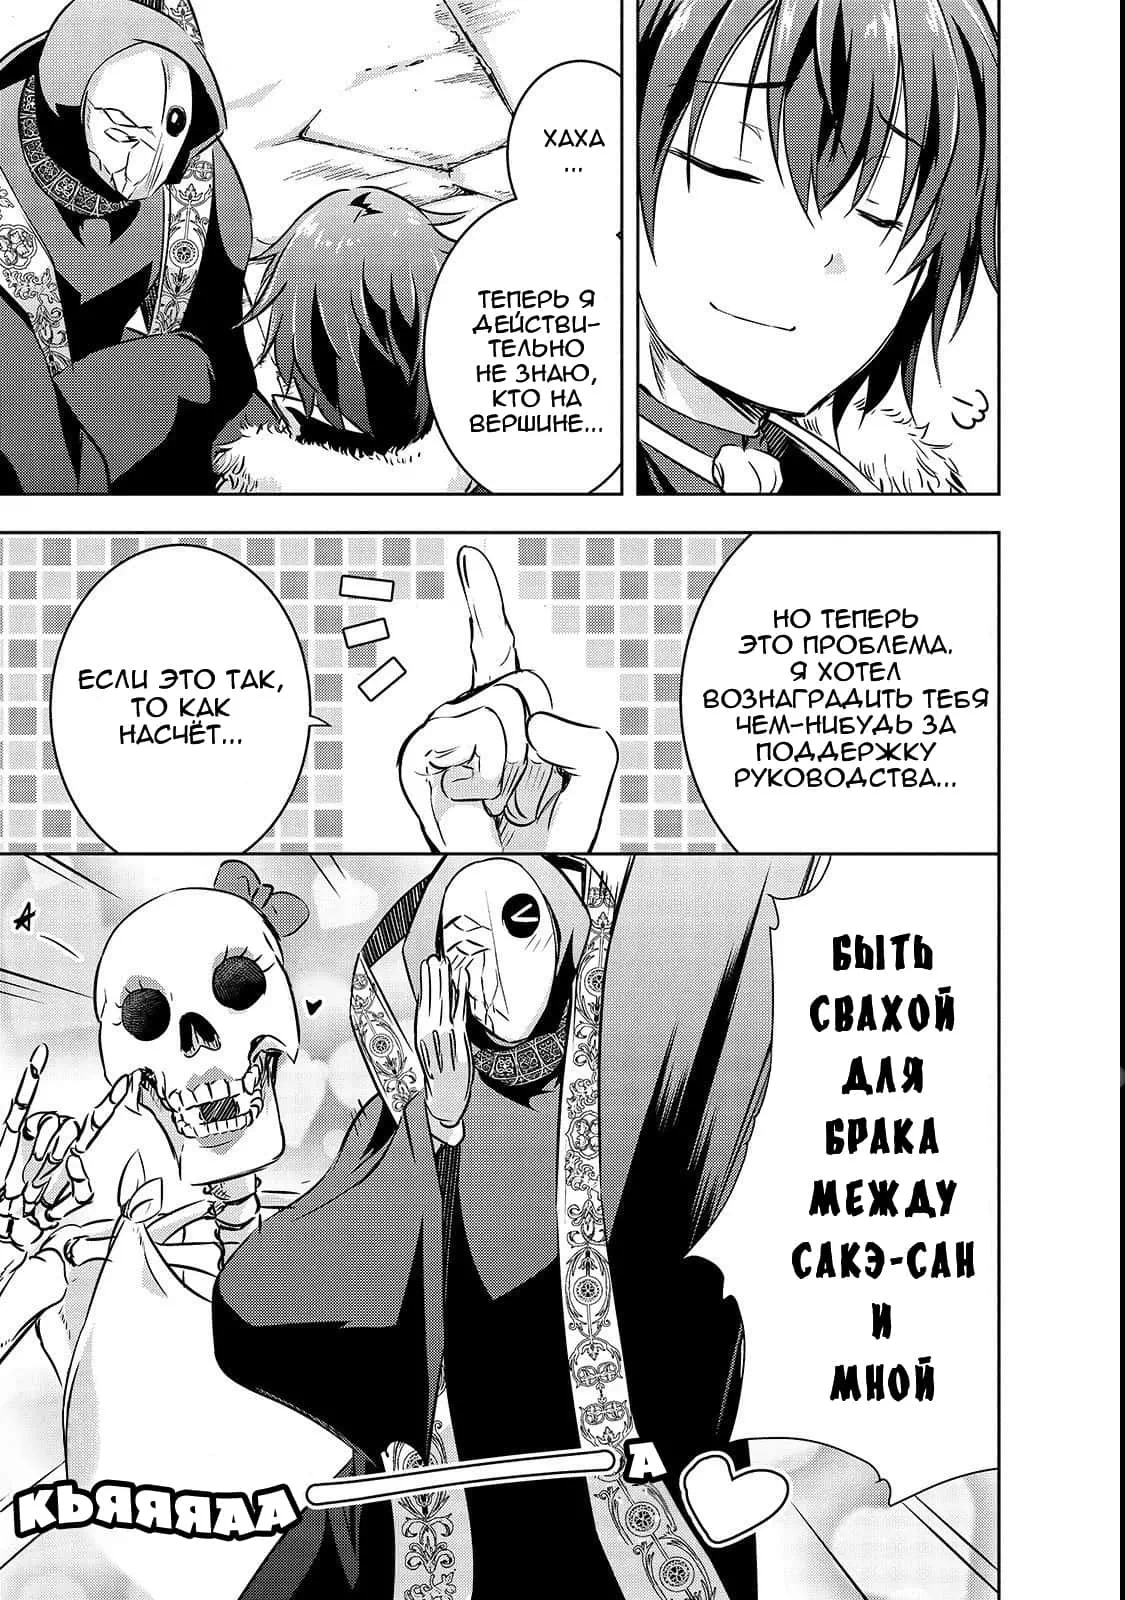 ХАХА
...
ТЕПЕРЬ Я
ДЕЙСТВИ-
ТЕЛЬНО
НЕ ЗНАЮ,
КТО НА
ВЕРШИНЕ...
НО ТЕПЕРЬ
ЭТО ПРОБЛЕМА.
Я ХОТЕЛ
ВОЗНАГРАДИТЬ ТЕБЯ
ЧЕМ-НИБУДЬ ЗА
ПОДДЕРЖКУ
РУКОВОДСТВА...
ЕСЛИ ЭТО ТАК,
ТО КАК
НАСЧЁТ...
БЫТЬ
СВАХОЙ
ДЛЯ
БРАКА
МЕЖДУ
САКЭ-САН
И
МНОЙ
КЬЯЯЯАА
А